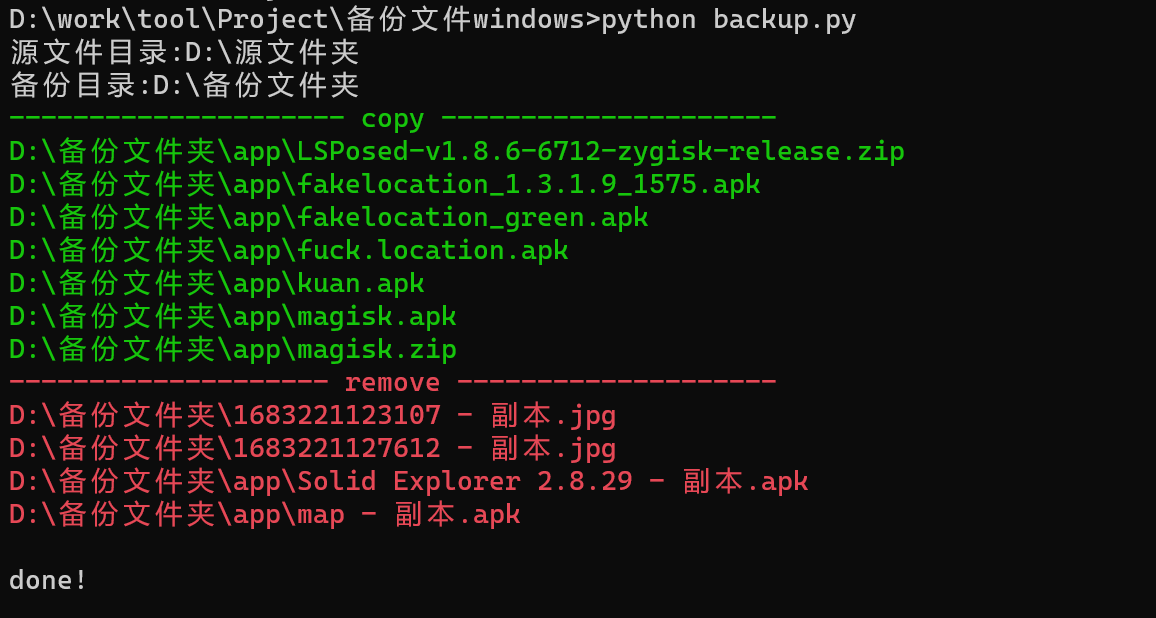 D:\work\tool\Project\备份文件windows>python backup.py
源文件目录:D:\源文件夹
备份目录:D:\备份文件夹
--------------------- copy ---------------------
D:\备份文件夹\app\LSPosed-v1.8.6-6712-zygisk-release.zip
D:\备份文件夹\app\fakelocation_1.3.1.9_1575.apk
D:\备份文件夹\app\fakelocation_green.apk
D:\备份文件夹\app\fuck.location.apk
D:\备份文件夹\app\kuan.apk
D:\备份文件夹\app\magisk.apk
D:\备份文件夹\app\magisk.zip
-------------------- remove --------------------
D:\备份文件夹\1683221123107 - 副本.jpg
D:\备份文件夹\1683221127612 - 副本.jpg
D:\备份文件夹\app\Solid Explorer 2.8.29 - 副本.apk
D:\备份文件夹\app\map - 副本.apk
done!